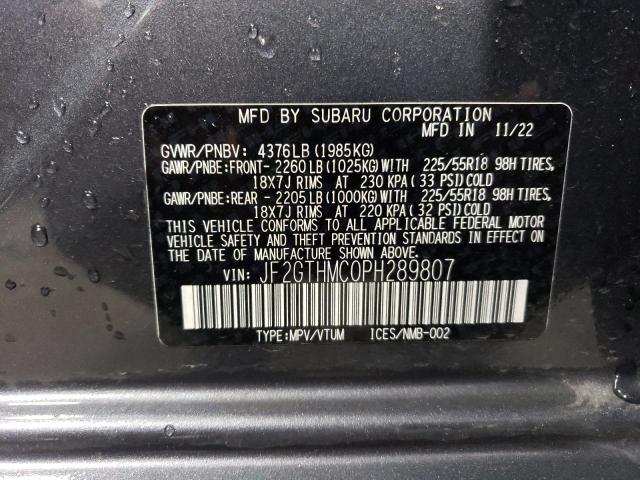 MFD BY SUBARU CORPORATION
MFD IN 11/22
GVWR/PNBV: 4376LB (1985KG)
GAWR/PNBE:FRONT- 2260 LB (1025KG)WITH 225/55R18 98H TIRES,
18X7J RIMS AT 230 KPA (33 PSI) COLD
GAWR/PNBE:REAR - 2205 LB (1000KG)WITH 225/55R18 98H TIRES,
18X7J RIMS AT 220 KPA (32 PSI) COLD
THIS VEHICLE CONFORMS TO ALL APPLICABLE FEDERAL MOTOR
VEHICLE SAFETY AND THEFT PREVENTION STANDARDS IN EFFECT ON
THE DATE OF MANUFACTURE SHOWN ABOVE.
VIN: JF2GTHMC0PH289807
TYPE:MPV/VTUM ICES/NMB-002